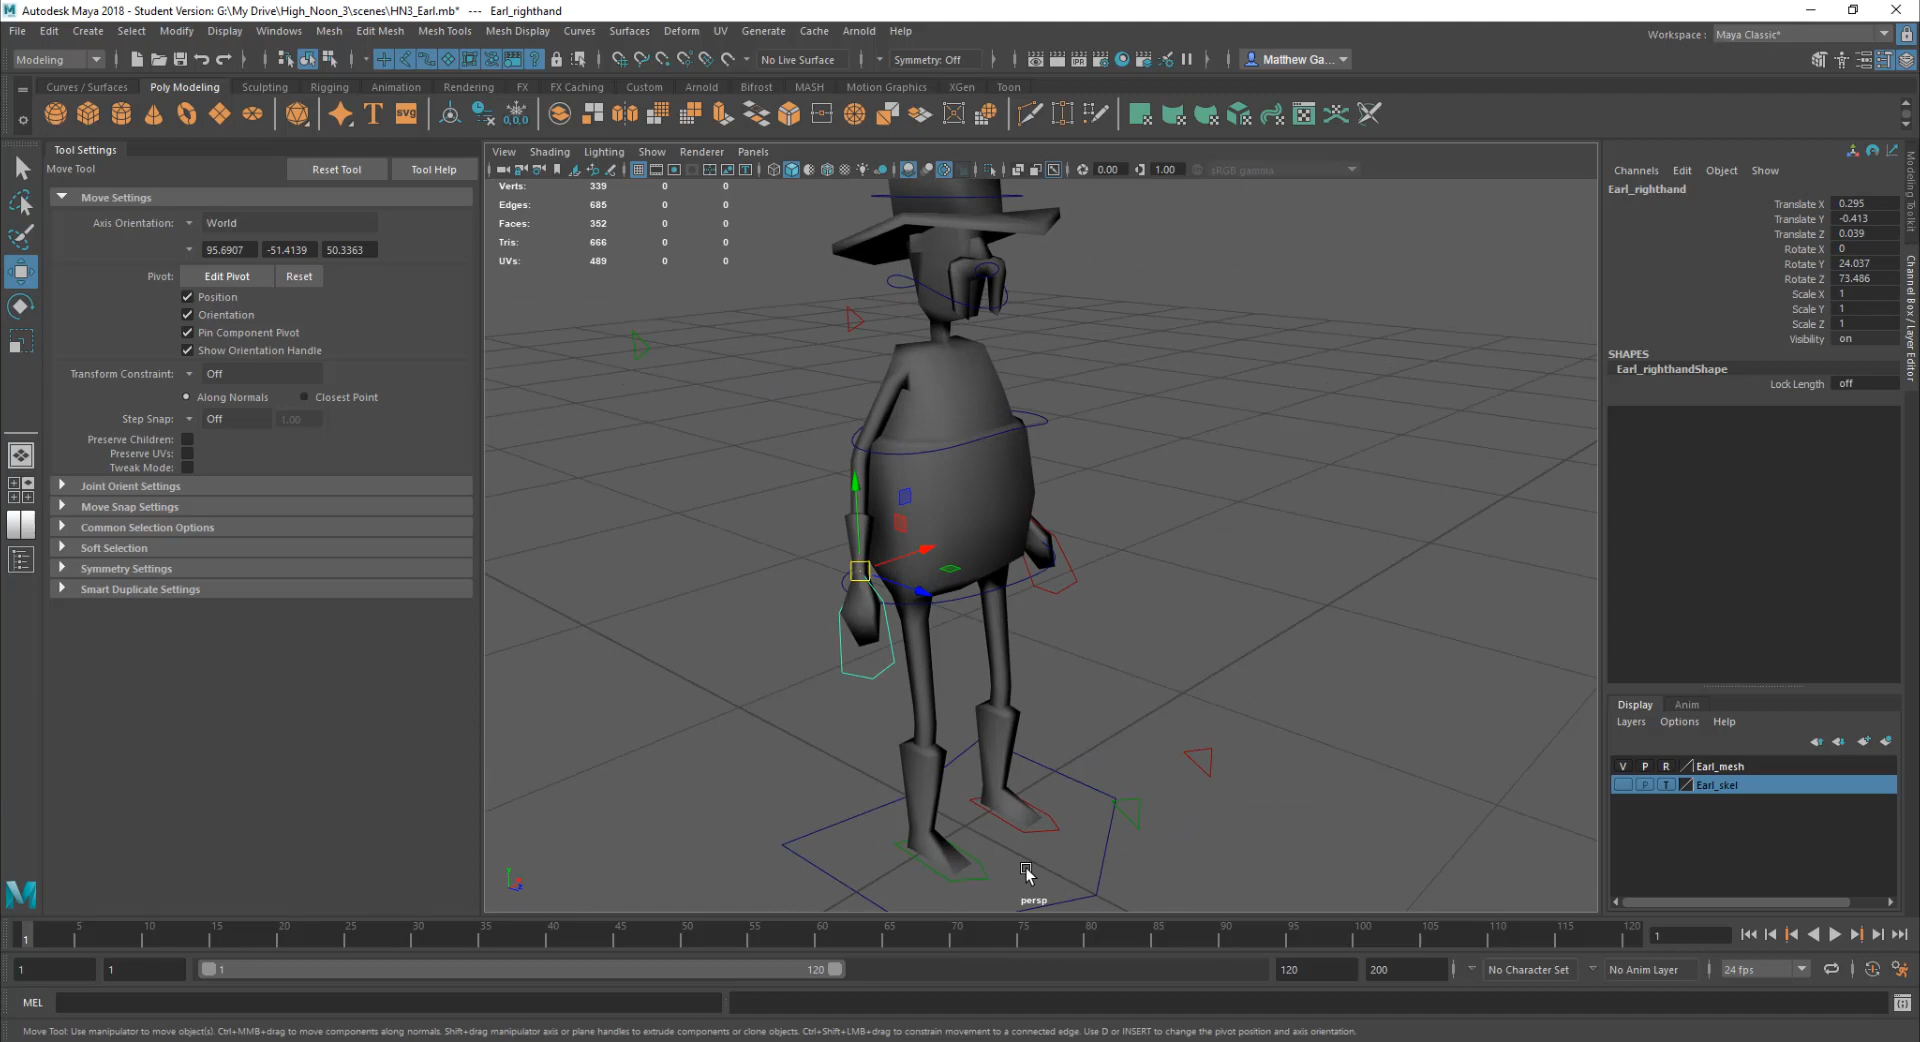 Autodesk Maya 2018 - Student Version: G:\My Drive\High_Noon_3\scenes\HN3_Earl.mb* --- Earl_righthand
File Edit Create Select Modify Display Windows Mesh Edit Mesh Mesh Tools Mesh Display Curves Surfaces Deform UV Generate Cache Arnold Help
Workspace : Maya Classic*
Modeling No Live Surface Symmetry: Off Matthew Ga...
Curves / Surfaces Poly Modeling Sculpting Rigging Animation Rendering FX FX Caching Custom Arnold Bifrost MASH Motion Graphics XGen Toon
T SVG 0,0,0
Tool Settings
Move Tool Reset Tool Tool Help
Move Settings
Axis Orientation: World
95.6907 -51.4139 50.3363
Pivot: Edit Pivot Reset
Position
Orientation
Pin Component Pivot
Show Orientation Handle
Transform Constraint: Off
Along Normals Closest Point
Step Snap: Off 1.00
Preserve Children:
Preserve UVs:
Tweak Mode:
Joint Orient Settings
Move Snap Settings
Common Selection Options
Soft Selection
Symmetry Settings
Smart Duplicate Settings
View Shading Lighting Show Renderer Panels
0.00 1.00 sRGB gamma
Verts: 339 0 0
Edges: 685 0 0
Faces: 352 0 0
Tris: 666 0 0
UVs: 489 0 0
persp
Channels Edit Object Show
Earl_righthand
Translate X 0.295
Translate Y -0.413
Translate Z 0.039
Rotate X 0
Rotate Y 24.037
Rotate Z 73.486
Scale X 1
Scale Y 1
Scale Z 1
Visibility on
SHAPES
Earl_righthandShape
Lock Length off
Modeling Toolkit
Channel Box / Layer Editor
Display Anim
Layers Options Help
V P R Earl_mesh
P T Earl_skel
1 5 10 15 20 25 30 35 40 45 50 55 60 65 70 75 80 85 90 95 100 105 110 115 120 1
1 1 1 120 120 200 No Character Set No Anim Layer 24 fps
MEL
Move Tool: Use manipulator to move object(s). Ctrl+MMB+drag to move components along normals. Shift+drag manipulator axis or plane handles to extrude components or clone objects. Ctrl+Shift+LMB+drag to constrain movement to a connected edge. Use D or INSERT to change the pivot position and axis orientation.